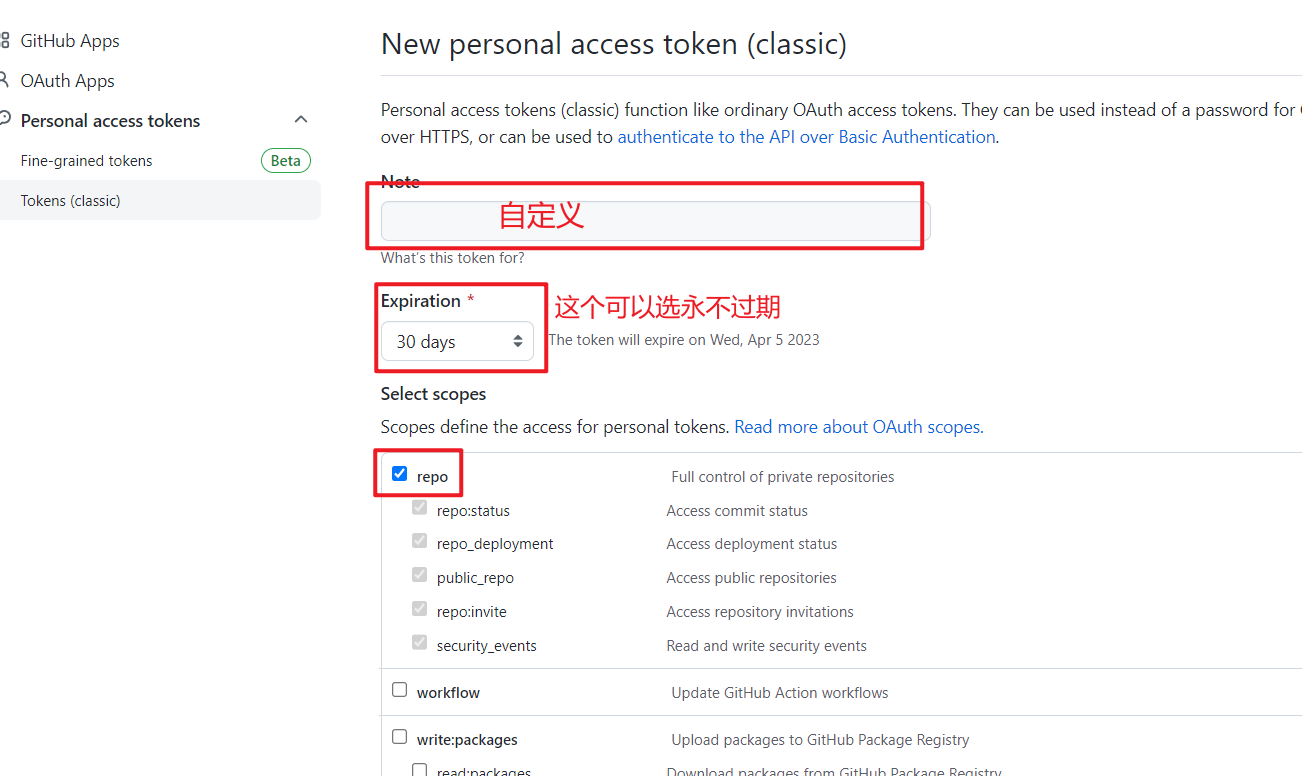 GitHub Apps
OAuth Apps
Personal access tokens
Fine-grained tokens Beta
Tokens (classic)
New personal access token (classic)
Personal access tokens (classic) function like ordinary OAuth access tokens. They can be used instead of a password for
over HTTPS, or can be used to authenticate to the API over Basic Authentication.
Note
自定义
What's this token for?
Expiration *
这个可以选永不过期
30 days
The token will expire on Wed, Apr 5 2023
Select scopes
Scopes define the access for personal tokens. Read more about OAuth scopes.
repo Full control of private repositories
repo:status Access commit status
repo_deployment Access deployment status
public_repo Access public repositories
repo:invite Access repository invitations
security_events Read and write security events
workflow Update GitHub Action workflows
write:packages Upload packages to GitHub Package Registry
read:packages Download packages from GitHub Package Registry